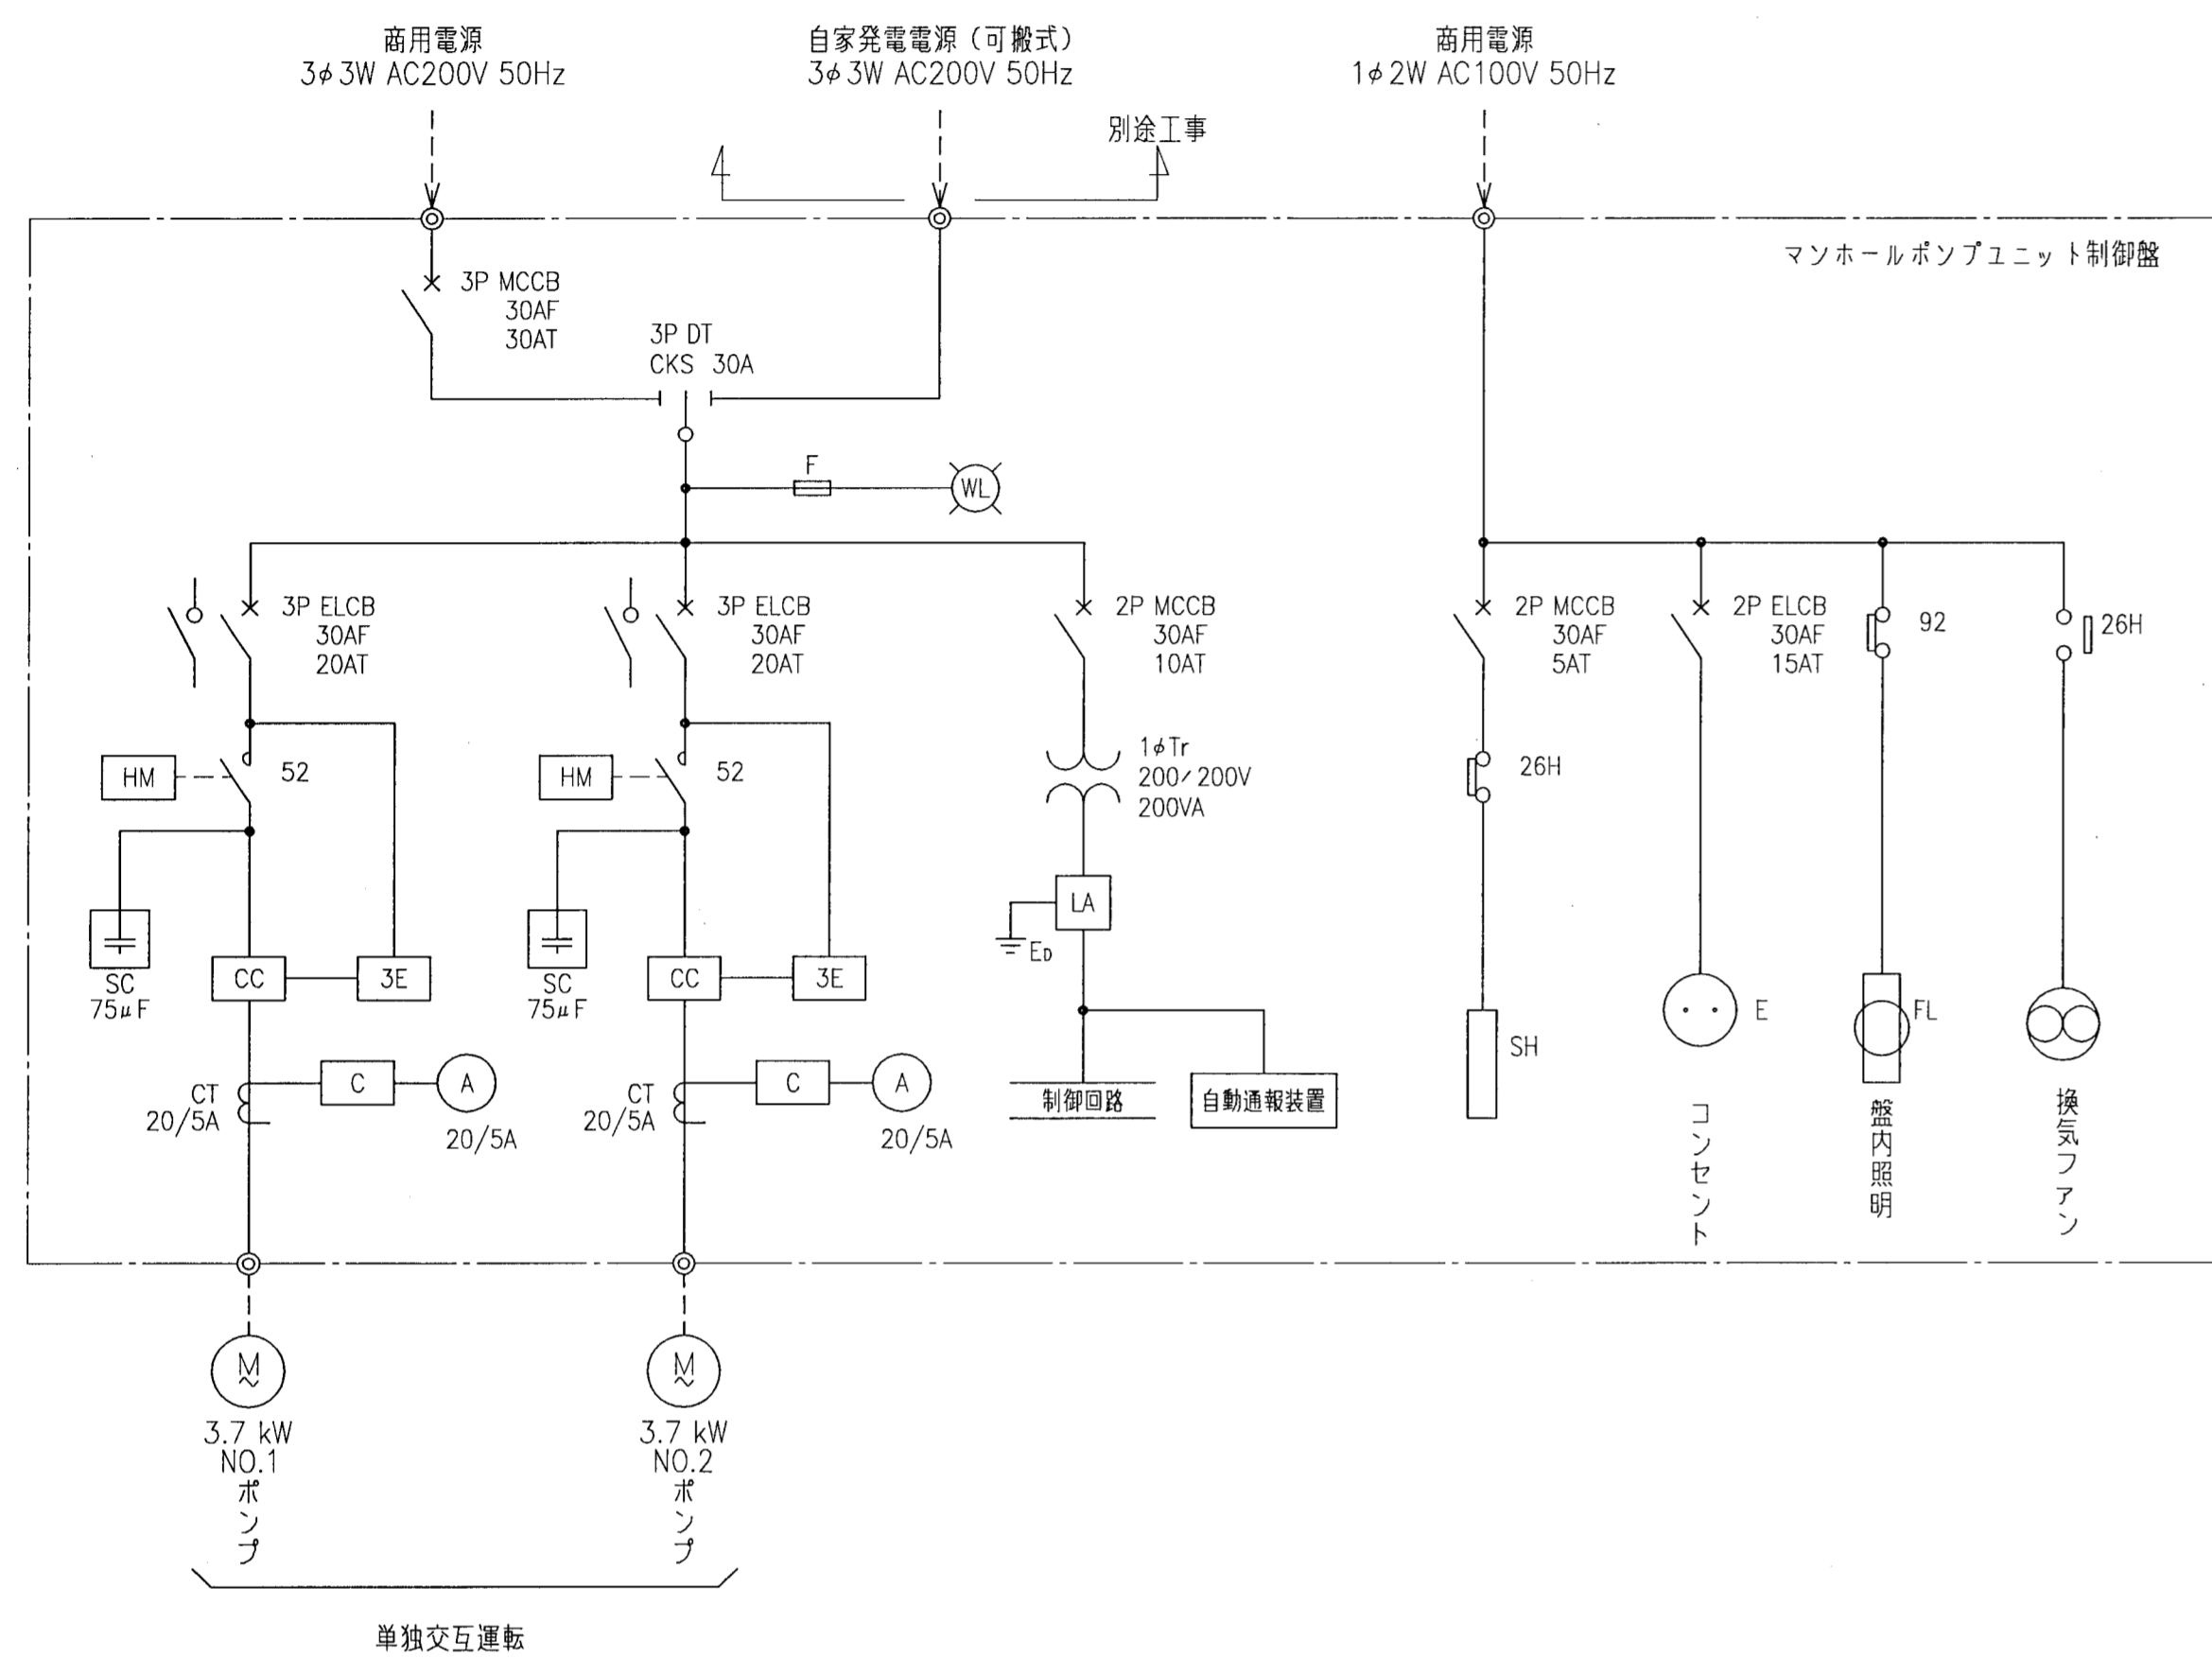 商用電源
3φ3W AC200V 50Hz
自家発電電源(可搬式)
3φ3W AC200V 50Hz
商用電源
1φ2W AC100V 50Hz
別途工事
マンホールポンプユニット制御盤
3P MCCB
30AF
30AT
3P DT
CKS 30A
F
WL
3P ELCB
30AF
20AT
3P ELCB
30AF
20AT
2P MCCB
30AF
10AT
2P MCCB
30AF
5AT
2P ELCB
30AF
15AT
92
26H
HM
52
HM
52
1φTr
200/200V
200VA
26H
LA
ED
SC
75μF
CC
3E
SC
75μF
CC
3E
E
FL
SH
CT
20/5A
C
A
20/5A
CT
20/5A
C
A
20/5A
制御回路
自動通報装置
コンセント
盤内照明
換気ファン
M
~
3.7 kW
NO.1
ポンプ
M
~
3.7 kW
NO.2
ポンプ
単独交互運転